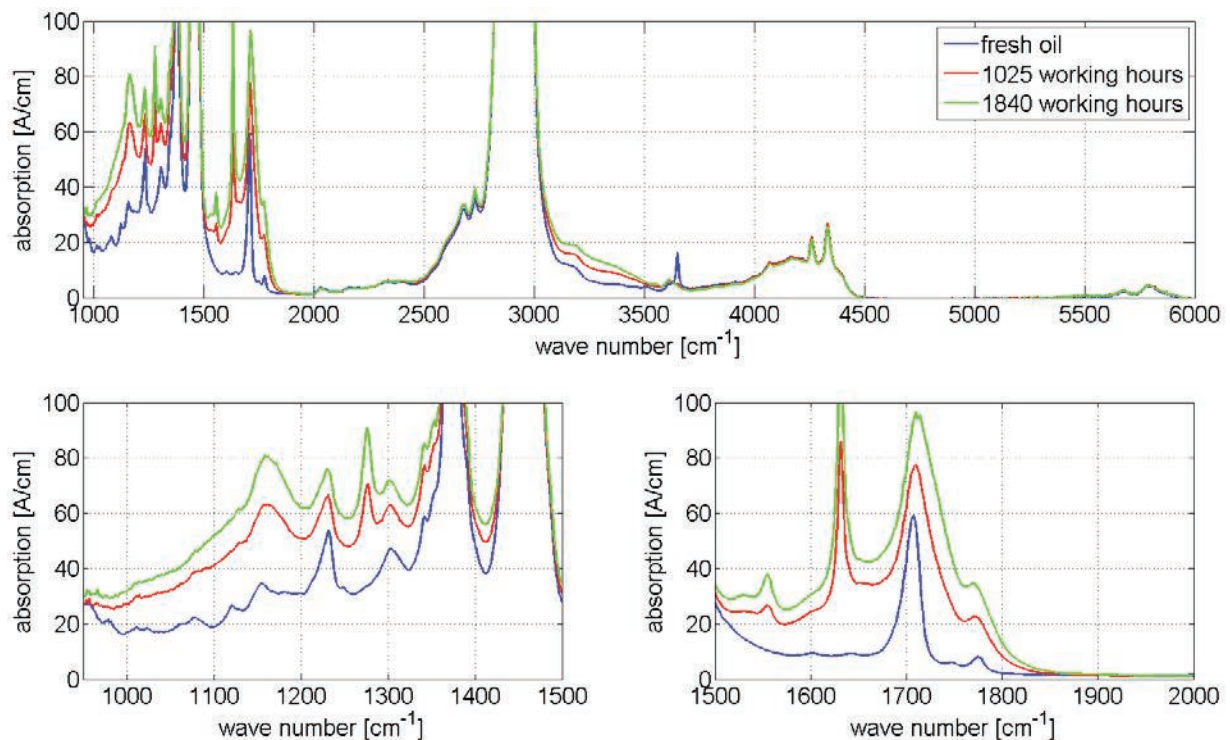 100
80
60
40
20
0
absorption [A/cm]
fresh oil
1025 working hours
1840 working hours
1000 1500 2000 2500 3000 3500 4000 4500 5000 5500 6000
wave number [cm⁻¹]
100
80
60
40
20
0
absorption [A/cm]
1000 1100 1200 1300 1400 1500
wave number [cm⁻¹]
100
80
60
40
20
0
absorption [A/cm]
1500 1600 1700 1800 1900 2000
wave number [cm⁻¹]